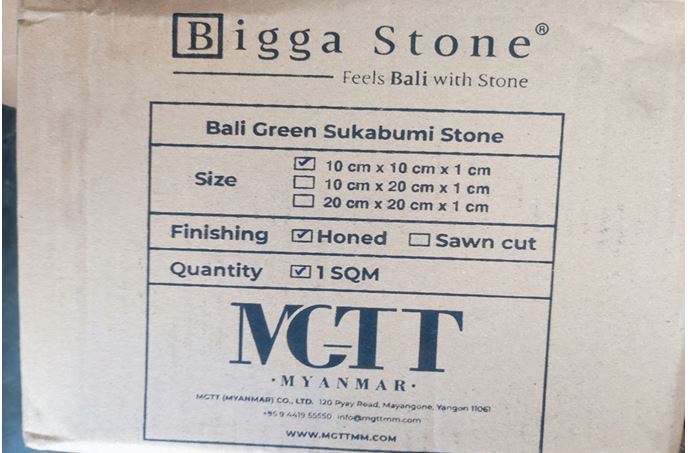 Bigga Stone®
Feels Bali with Stone
Bali Green Sukabumi Stone
Size
☑ 10 cm x 10 cm x 1 cm
☐ 10 cm x 20 cm x 1 cm
☐ 20 cm x 20 cm x 1 cm
Finishing ☑ Honed ☐ Sawn cut
Quantity ☑ 1 SQM
MGTT
·MYANMAR·
MGTT (MYANMAR) CO., LTD. 120 Pyay Road, Mayangone, Yangon 11061
+95 9 4419 55550 info@mgttmm.com
WWW.MGTTMM.COM